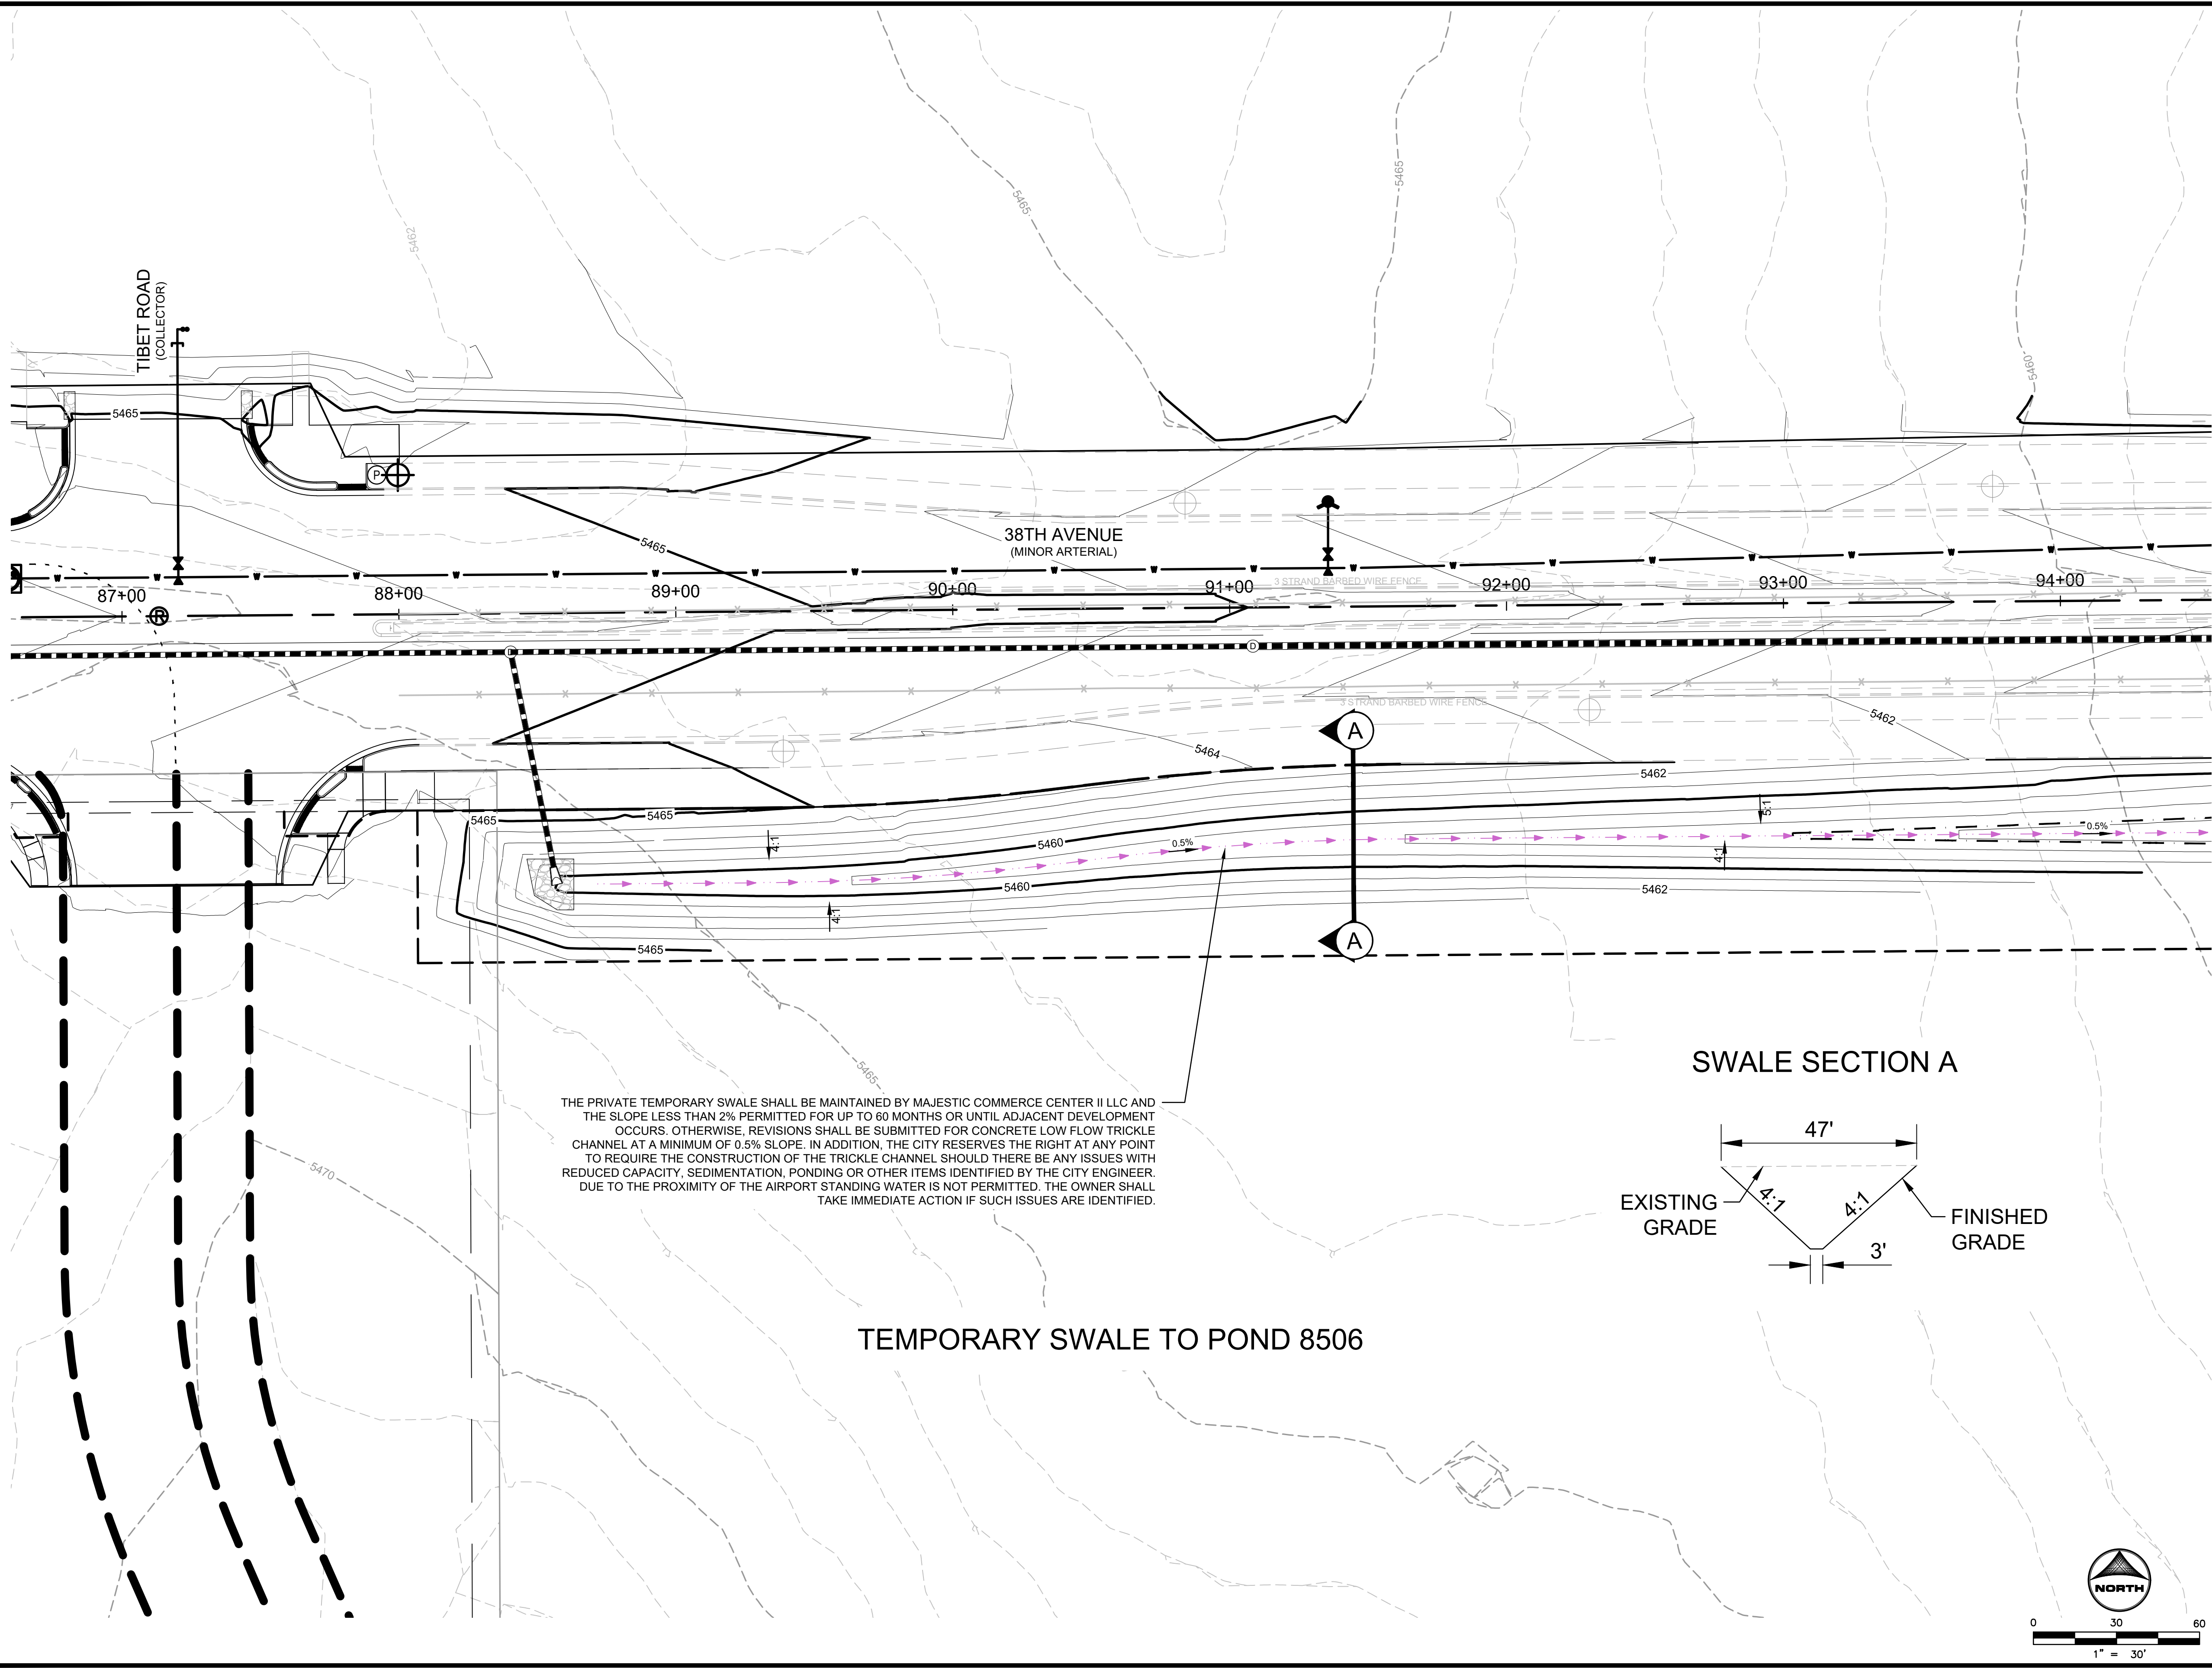 5465
5465
5462
5460
TIBET ROAD
(COLLECTOR)
5465
P
5465
38TH AVENUE
(MINOR ARTERIAL)
3 STRAND BARBED WIRE FENCE
87+00
88+00
89+00
90+00
91+00
92+00
93+00
94+00
R
D
3 STRAND BARBED WIRE FENCE
A
5462
5464
5462
5465
5465
5:1
4:1
5460
0.5%
0.5%
4:1
5460
5462
4:1
5465
A
5465
SWALE SECTION A
THE PRIVATE TEMPORARY SWALE SHALL BE MAINTAINED BY MAJESTIC COMMERCE CENTER II LLC AND
THE SLOPE LESS THAN 2% PERMITTED FOR UP TO 60 MONTHS OR UNTIL ADJACENT DEVELOPMENT
OCCURS. OTHERWISE, REVISIONS SHALL BE SUBMITTED FOR CONCRETE LOW FLOW TRICKLE
CHANNEL AT A MINIMUM OF 0.5% SLOPE. IN ADDITION, THE CITY RESERVES THE RIGHT AT ANY POINT
TO REQUIRE THE CONSTRUCTION OF THE TRICKLE CHANNEL SHOULD THERE BE ANY ISSUES WITH
REDUCED CAPACITY, SEDIMENTATION, PONDING OR OTHER ITEMS IDENTIFIED BY THE CITY ENGINEER.
DUE TO THE PROXIMITY OF THE AIRPORT STANDING WATER IS NOT PERMITTED. THE OWNER SHALL
TAKE IMMEDIATE ACTION IF SUCH ISSUES ARE IDENTIFIED.
5470
47'
4:1
4:1
EXISTING
GRADE
FINISHED
GRADE
3'
TEMPORARY SWALE TO POND 8506
NORTH
0 30 60
1" = 30'